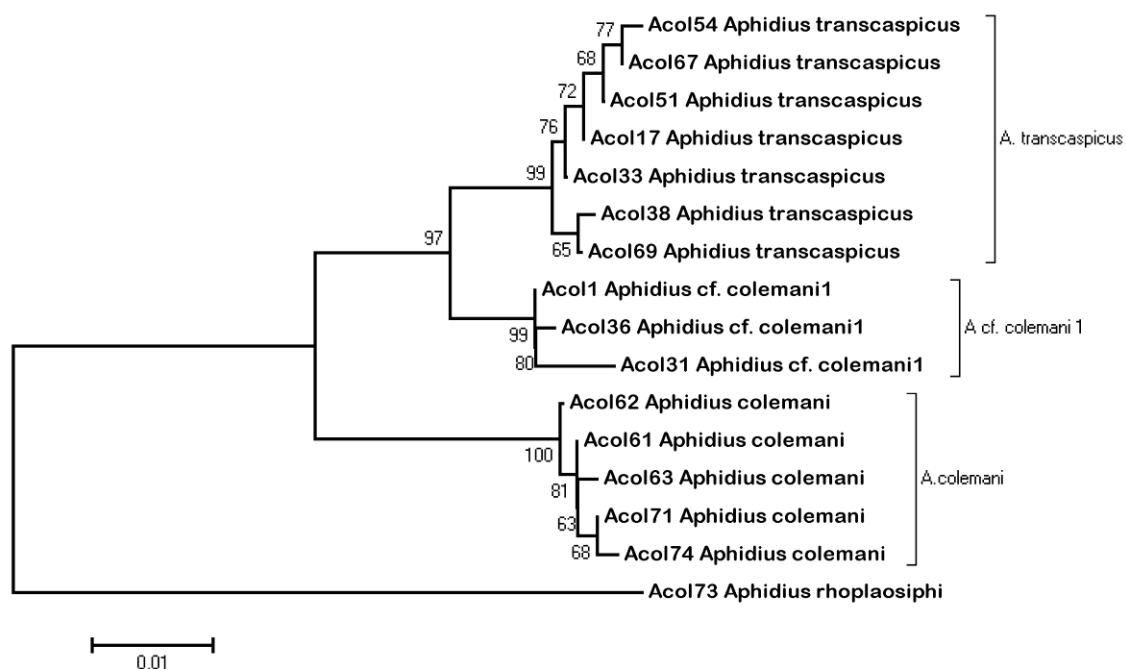 77
Acol54 Aphidius transcaspicus
68
Acol67 Aphidius transcaspicus
72
Acol51 Aphidius transcaspicus
76
Acol17 Aphidius transcaspicus
A. transcaspicus
99
Acol33 Aphidius transcaspicus
Acol38 Aphidius transcaspicus
97
65
Acol69 Aphidius transcaspicus
Acol1 Aphidius cf. colemani1
99
Acol36 Aphidius cf. colemani1
A cf. colemani 1
80
Acol31 Aphidius cf. colemani1
Acol62 Aphidius colemani
100
Acol61 Aphidius colemani
81
Acol63 Aphidius colemani
A.colemani
63
Acol71 Aphidius colemani
68
Acol74 Aphidius colemani
Acol73 Aphidius rhoplaosiphi
0.01